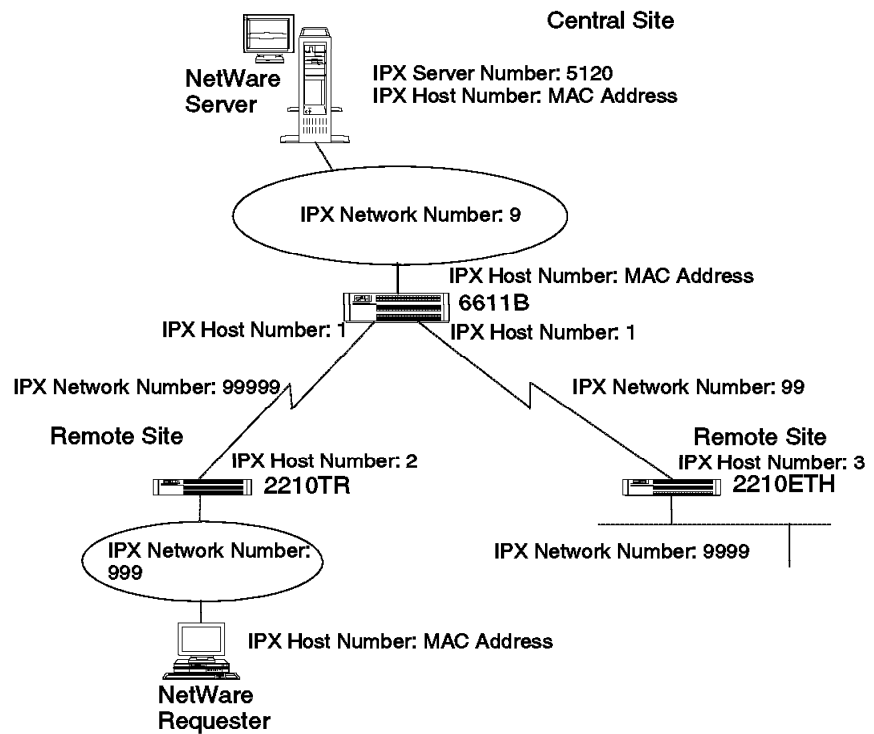 Central Site
NetWare
Server
IPX Server Number: 5120
IPX Host Number: MAC Address
IPX Network Number: 9
IPX Host Number: MAC Address
6611B
IPX Host Number: 1
IPX Host Number: 1
IPX Network Number: 99999
IPX Network Number: 99
Remote Site
Remote Site
IPX Host Number: 2
IPX Host Number: 3
2210TR
2210ETH
IPX Network Number:
999
IPX Network Number: 9999
IPX Host Number: MAC Address
NetWare
Requester